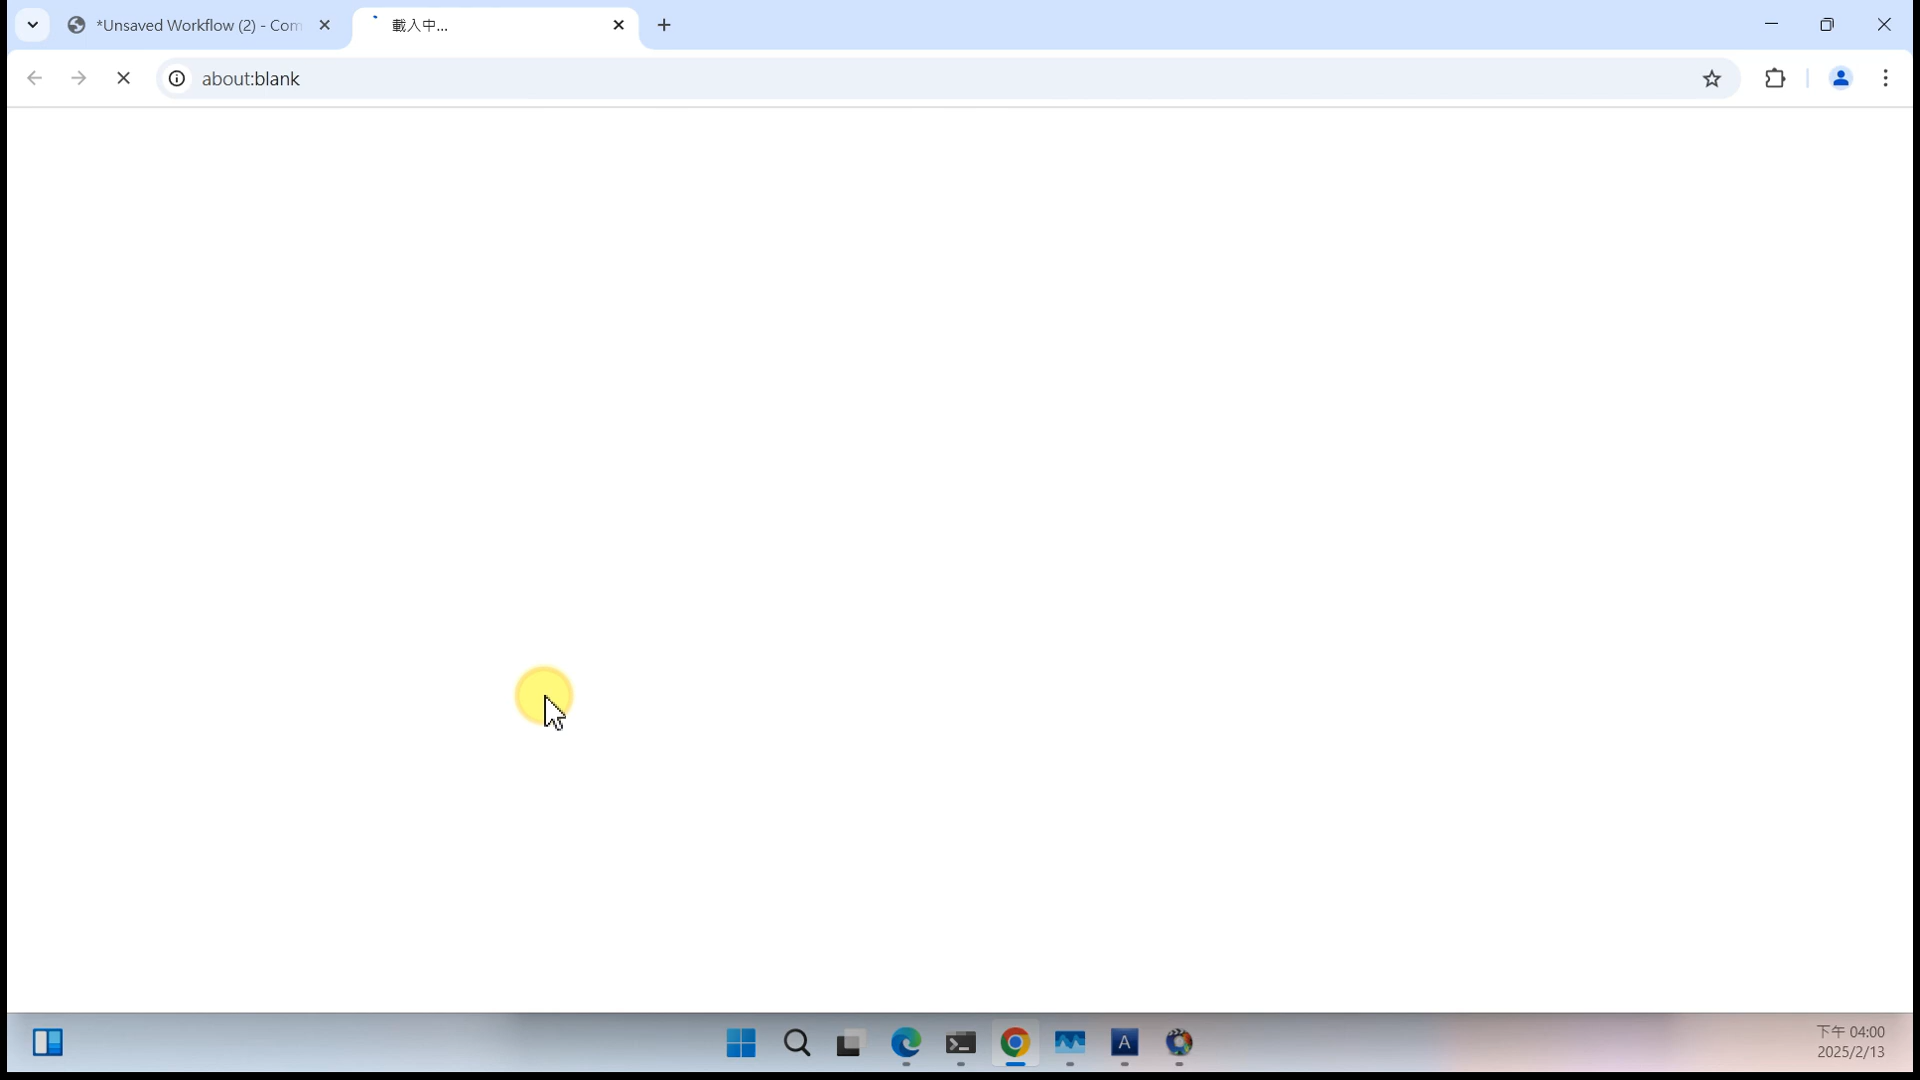 *Unsaved Workflow (2) - Com
載入中...
about:blank
下午 04:00
2025/2/13